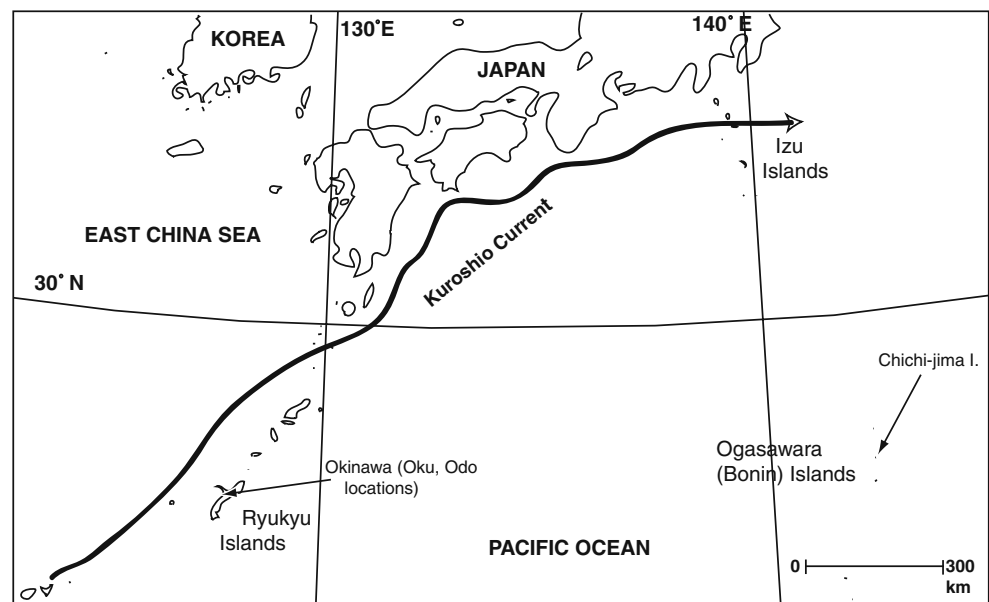 KOREA
130˚E
140˚E
JAPAN
Izu
Islands
EAST CHINA SEA
Kuroshio Current
30˚ N
Chichi-jima I.
Ogasawara
(Bonin) Islands
Okinawa (Oku, Odo
locations)
Ryukyu
Islands
PACIFIC OCEAN
0 300
km